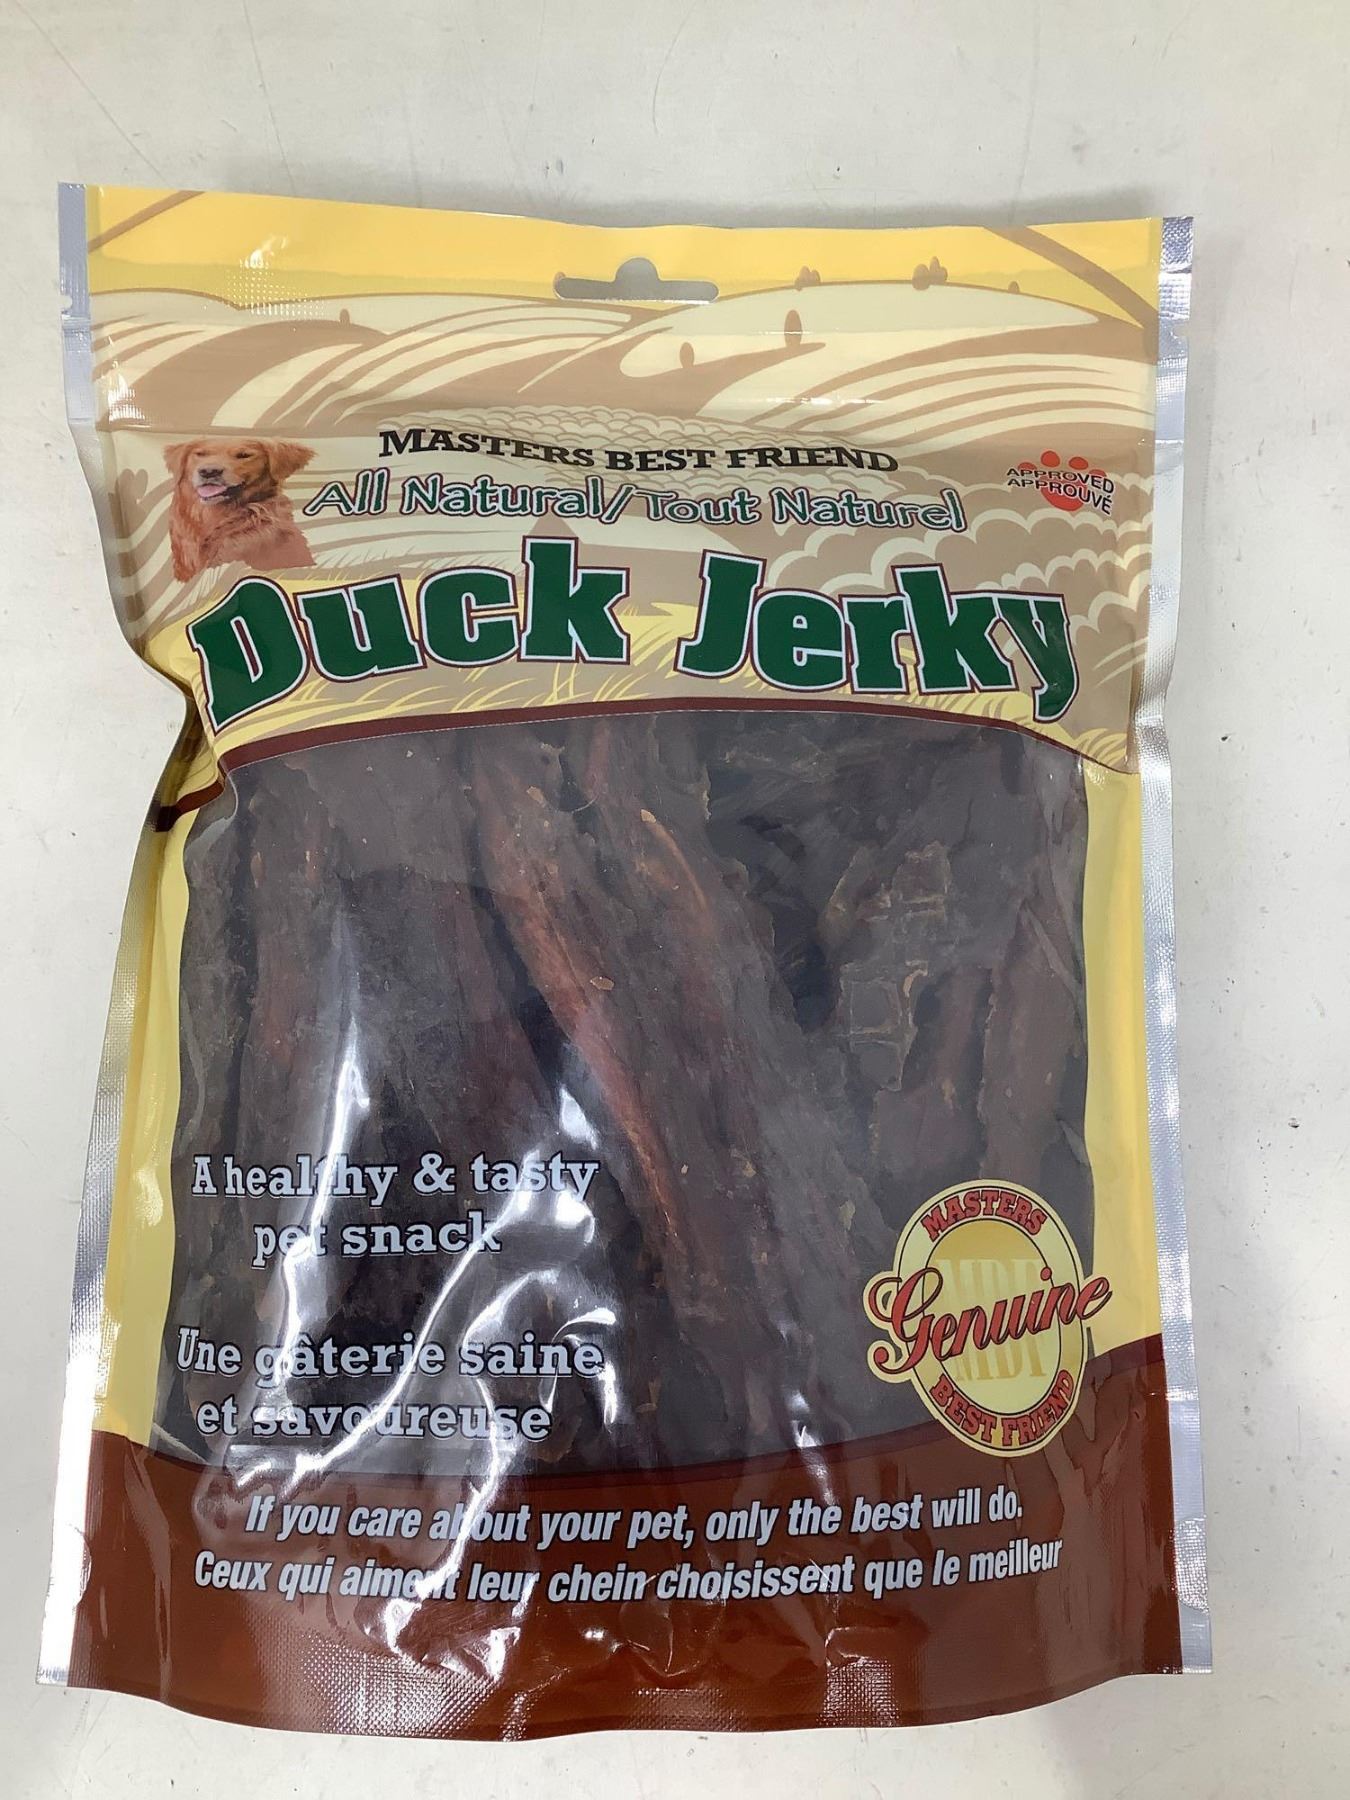 MASTERS BEST FRIEND
All Natural/Tout Naturel
APPROVED
APPROUVÉ
Duck Jerky
A healthy & tasty
pet snack
Une gâterie saine
et savoureuse
MASTERS
MBF
Genuine
MBF
BEST FRIEND
If you care about your pet, only the best will do.
Ceux qui aiment leur chein choisissent que le meilleur